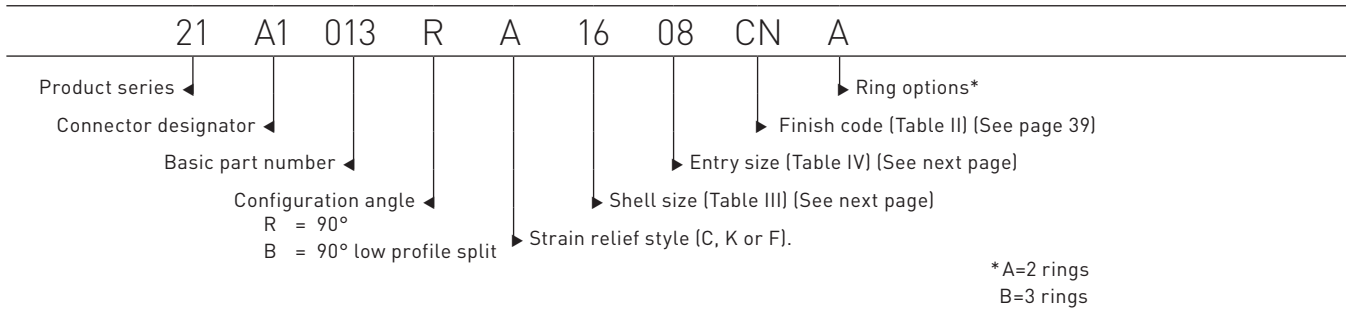 21 A1 013 R A 16 08 CN A
Product series
Ring options*
Connector designator
Finish code (Table II) (See page 39)
Basic part number
Entry size (Table IV) (See next page)
Configuration angle
Shell size (Table III) (See next page)
R = 90°
Strain relief style (C, K or F).
B = 90° low profile split
*A=2 rings
B=3 rings